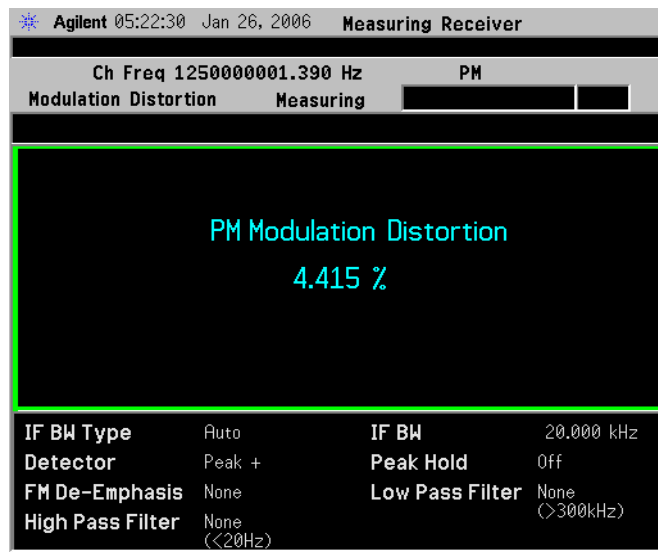 Agilent 05:22:30 Jan 26, 2006 Measuring Receiver
Ch Freq 1250000001.390 Hz PM
Modulation Distortion Measuring
PM Modulation Distortion
4.415 %
IF BW Type Auto IF BW 20.000 kHz
Detector Peak + Peak Hold Off
FM De-Emphasis None Low Pass Filter None
(>300kHz)
High Pass Filter None
(<20Hz)